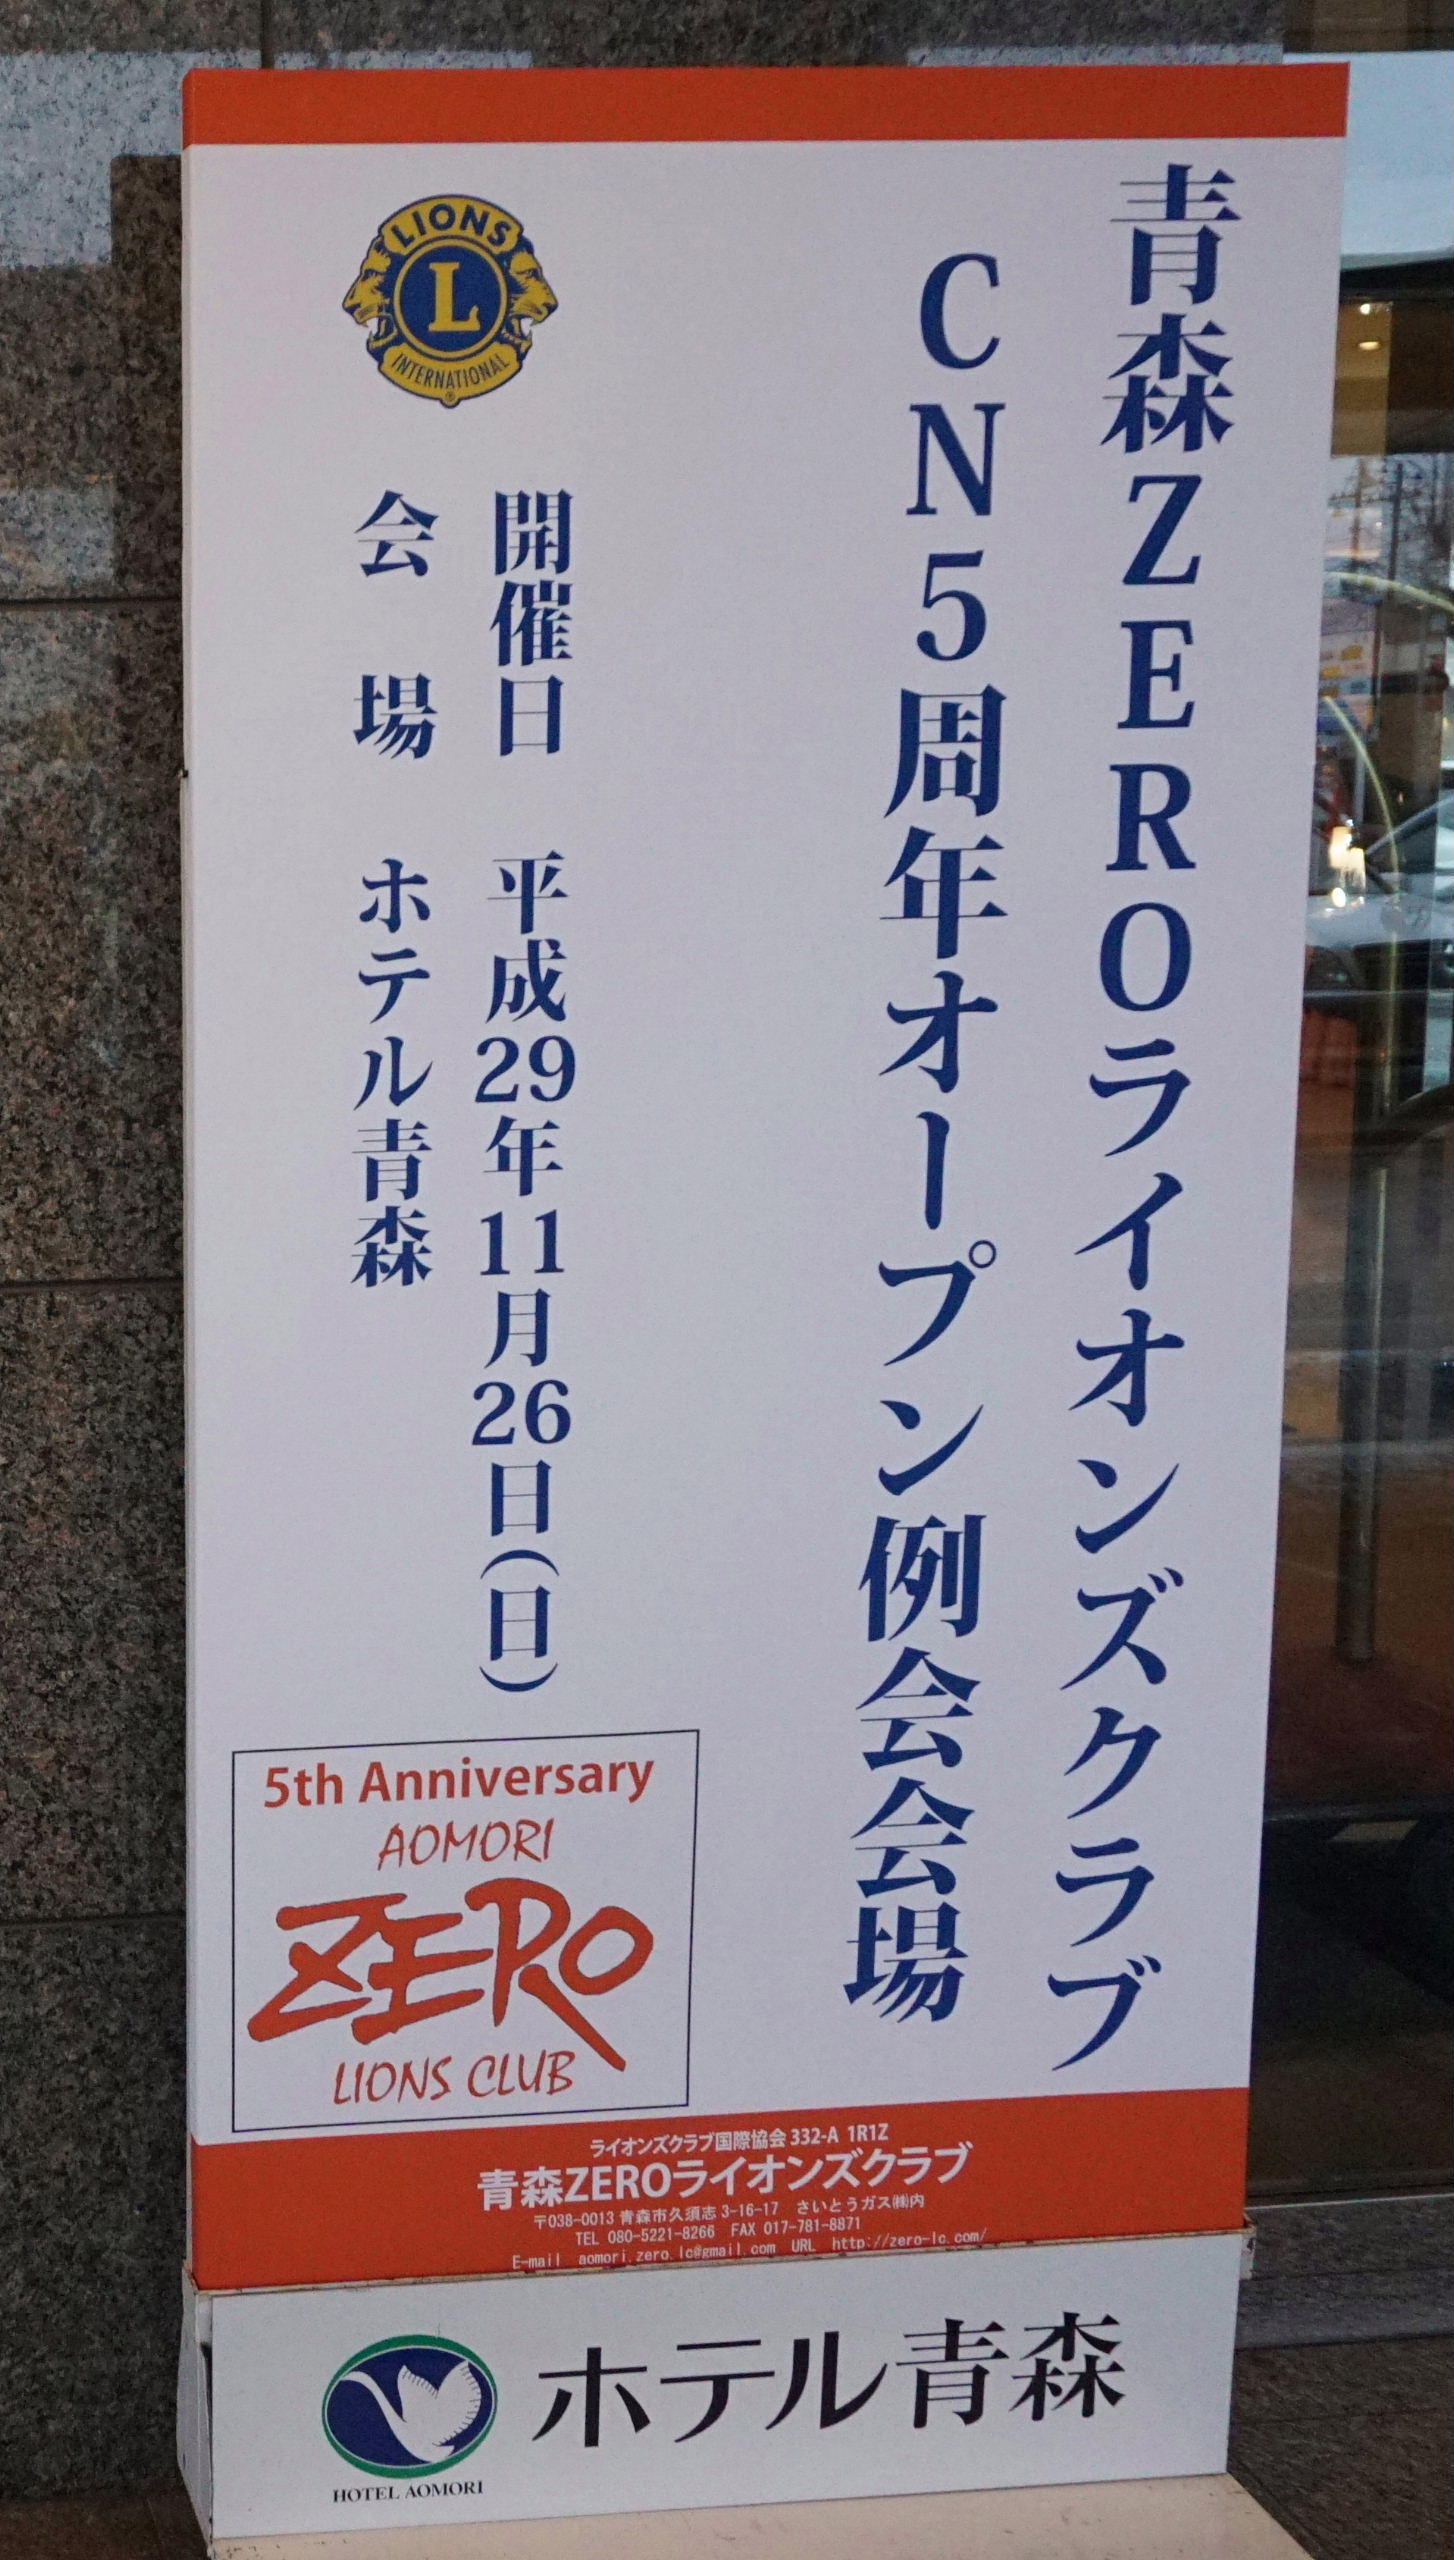 青森ZEROライオンズクラブ
CN5周年オープン例会会場
LIONS
L
INTERNATIONAL
®
開催日 平成29年11月26日(日)
会場 ホテル青森
5th Anniversary
AOMORI
ZERO
LIONS CLUB
ライオンズクラブ国際協会 332-A 1R1Z
青森ZEROライオンズクラブ
〒038-0013 青森市久須志 3-16-17 さいとうガス㈱内
TEL 080-5221-8266 FAX 017-781-8871
E-mail aomori.zero.lc@gmail.com URL http://zero-lc.com/
ホテル青森
HOTEL AOMORI